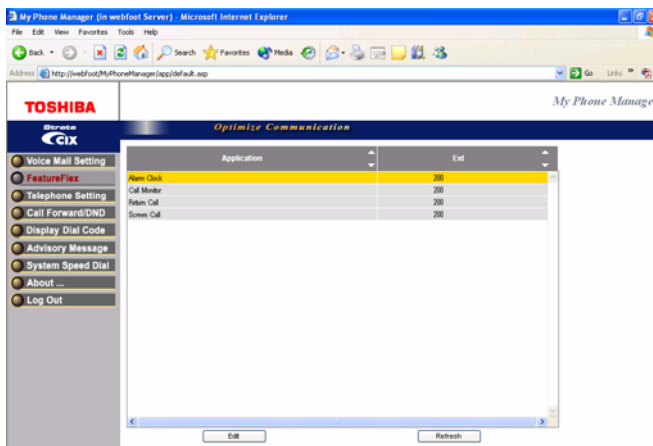 My Phone Manager (in webfoot Server) - Microsoft Internet Explorer
File Edit View Favorites Tools Help
Back Search Favorites Media
Address http://webfoot/MyPhoneManager/app/default.asp Go Links »
TOSHIBA
My Phone Manage
Strata
CIX
Optimize Communication
Voice Mail Setting
FeatureFlex
Telephone Setting
Call Forward/DND
Display Dial Code
Advisory Message
System Speed Dial
About ...
Log Out
Application Ext
Alarm Clock 200
Call Monitor 200
Return Call 200
Screen Call 200
Edit Refresh